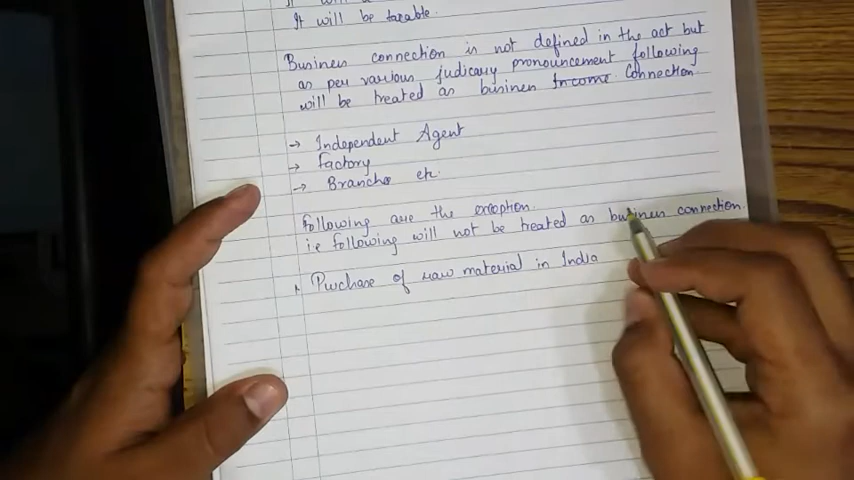 It will be taxable.
Business connection is not defined in the act but
as per various judicary pronouncement following
will be treated as business Income Connection
→ Independent Agent
→ Factory
→ Branches etc.
following are the exception.
i.e following will not be treated as business connection.
Purchase of raw material in India